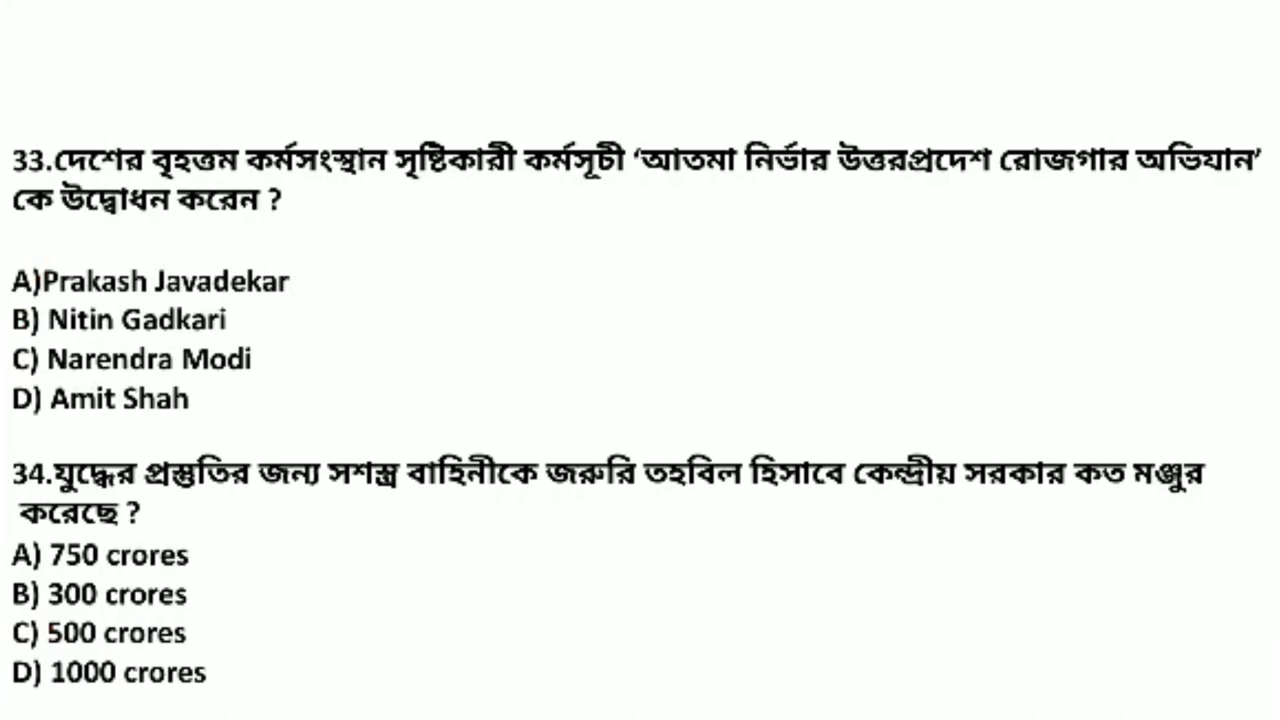 33.দেশের বৃহত্তম কর্মসংস্থান সৃষ্টিকারী কর্মসূচী ‘আতমা নির্ভার উত্তরপ্রদেশ রোজগার অভিযান’
কে উদ্বোধন করেন ?
A)Prakash Javadekar
B) Nitin Gadkari
C) Narendra Modi
D) Amit Shah
34.যুদ্ধের প্রস্তুতির জন্য সশস্ত্র বাহিনীকে জরুরি তহবিল হিসাবে কেন্দ্রীয় সরকার কত মঞ্জুর
করেছে ?
A) 750 crores
B) 300 crores
C) 500 crores
D) 1000 crores